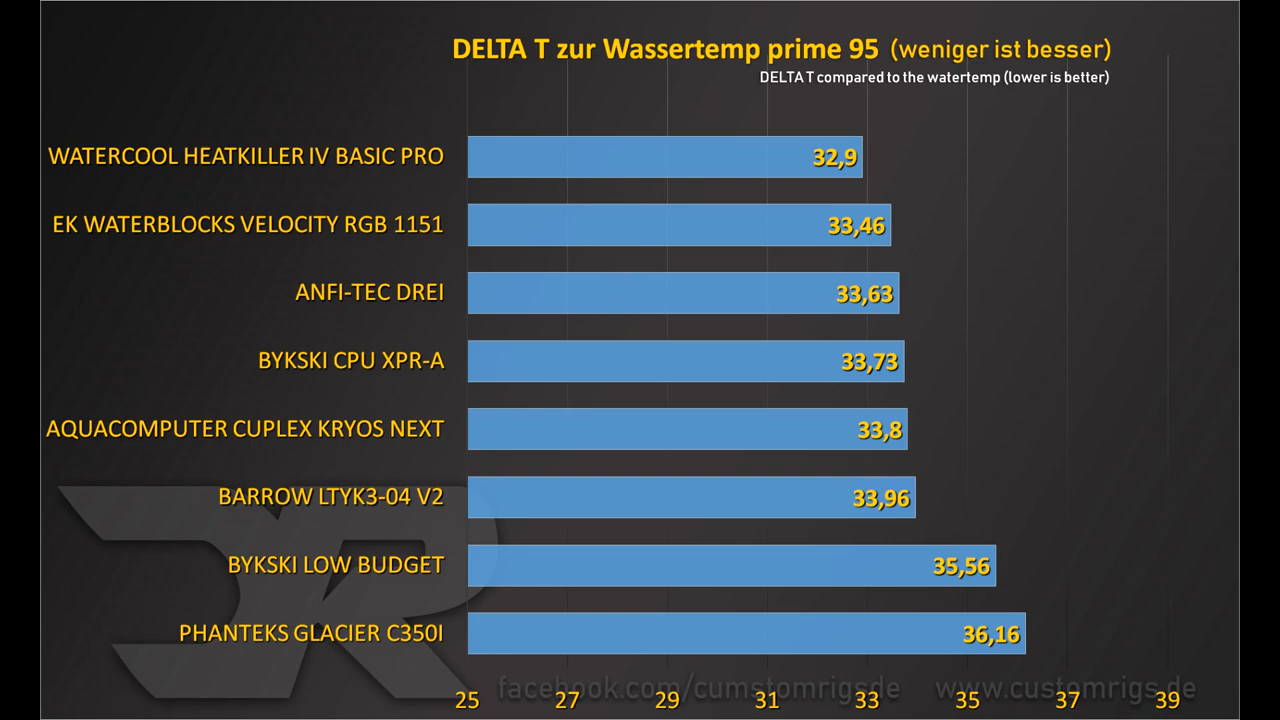 DELTA T zur Wassertemp prime 95 (weniger ist besser)
DELTA T compared to the watertemp (lower is better)
WATERCOOL HEATKILLER IV BASIC PRO 32,9
EK WATERBLOCKS VELOCITY RGB 1151 33,46
ANFI-TEC DREI 33,63
BYKSKI CPU XPR-A 33,73
AQUACOMPUTER CUPLEX KRYOS NEXT 33,8
BARROW LTYK3-04 V2 33,96
BYKSKI LOW BUDGET 35,56
PHANTEKS GLACIER C350I 36,16
facebook.com/cumstomrigsde www.customrigs.de
25 27 29 31 33 35 37 39